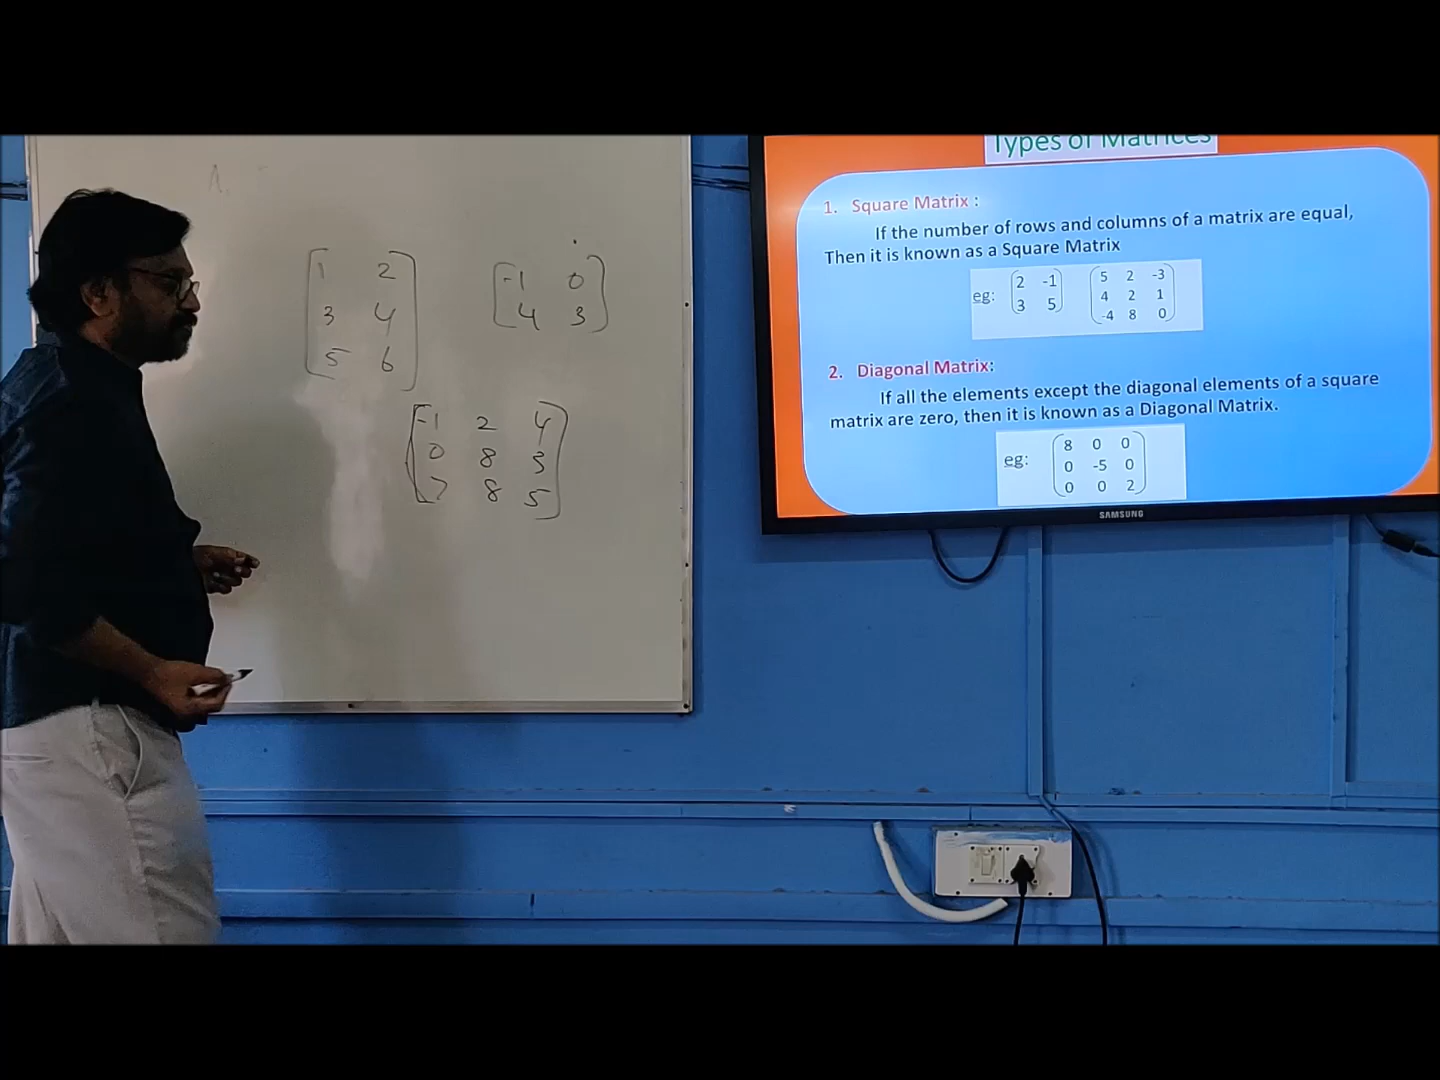 1 2
3 4
5 6
-1 0
4 3
-1 2 4
0 8 3
7 8 5
Types of Matrices
1. Square Matrix :
If the number of rows and columns of a matrix are equal,
Then it is known as a Square Matrix
eg:
2 -1
3 5
5 2 -3
4 2 1
-4 8 0
2. Diagonal Matrix:
If all the elements except the diagonal elements of a square
matrix are zero, then it is known as a Diagonal Matrix.
eg:
8 0 0
0 -5 0
0 0 2
SAMSUNG